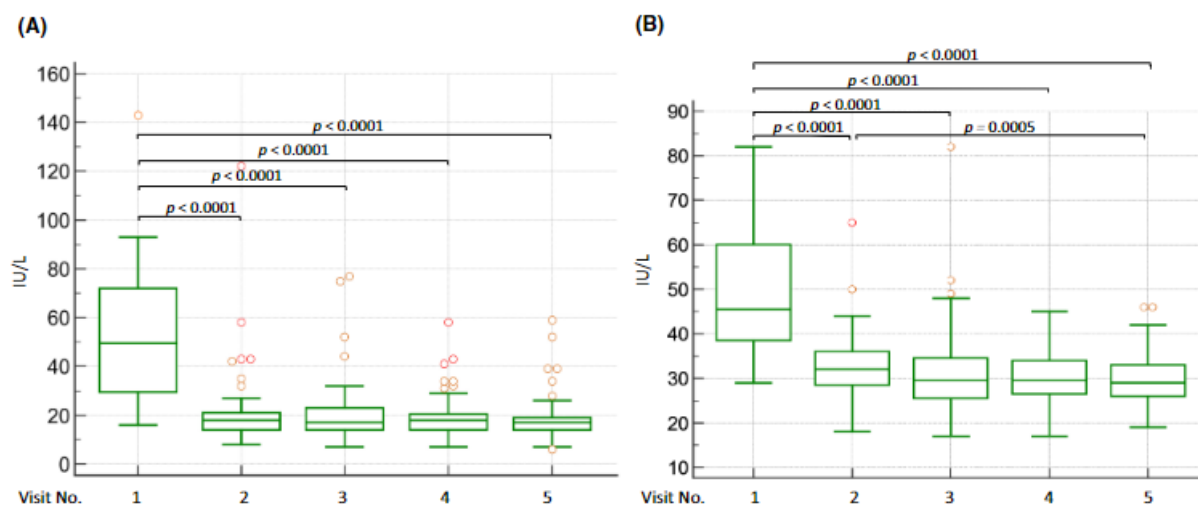 (A)
160
140
120
100
80
60
40
20
0
IU/L
p < 0.0001
p < 0.0001
p < 0.0001
p < 0.0001
Visit No. 1 2 3 4 5
(B)
90
80
70
60
50
40
30
20
10
IU/L
p < 0.0001
p < 0.0001
p < 0.0001
p < 0.0001 p = 0.0005
Visit No. 1 2 3 4 5